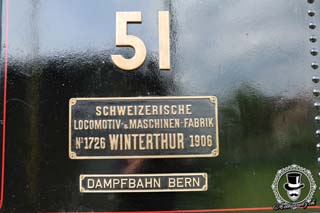 51
SCHWEIZERISCHE
LOCOMOTIV-& MASCHINEN-FABRIK
No 1726 WINTERTHUR 1906
DAMPFBAHN BERN